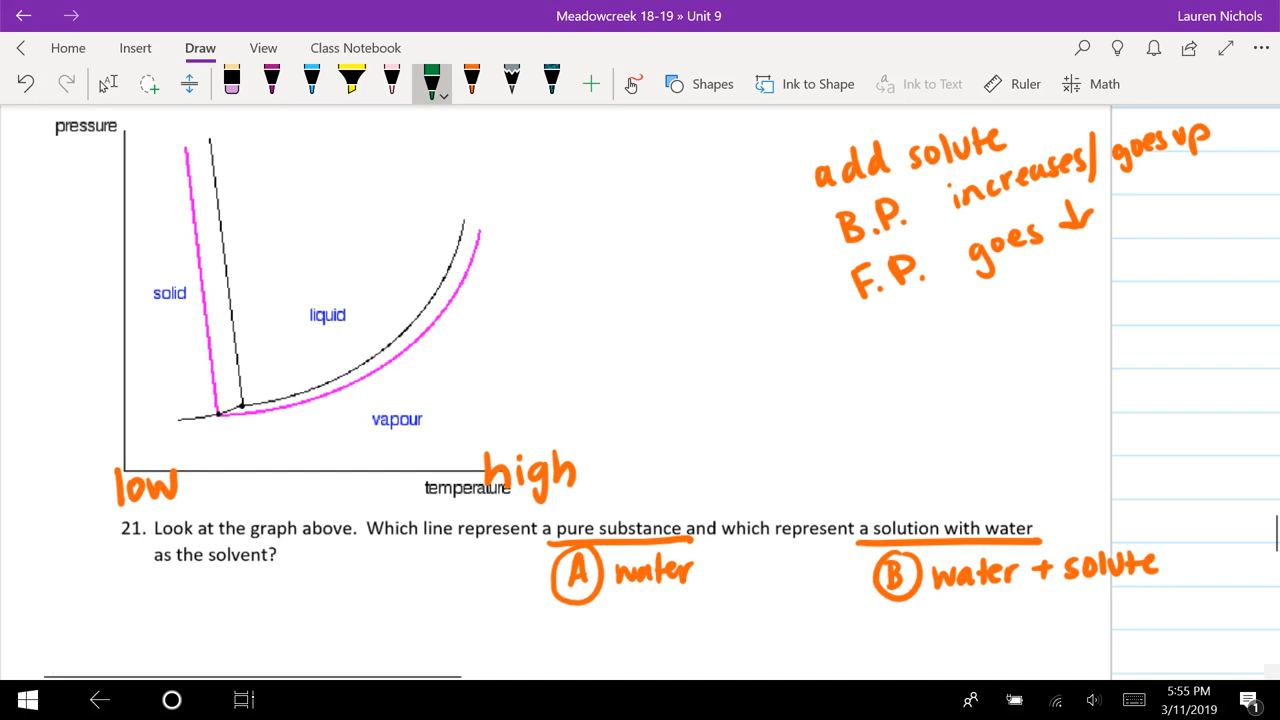 Meadowcreek 18-19 » Unit 9
Lauren Nichols
Home Insert Draw View Class Notebook
Shapes Ink to Shape Ink to Text Ruler Math
pressure
add solute
B.P. increases/goes up
F.P. goes ↓
solid
liquid
vapour
low
high
temperature
21. Look at the graph above. Which line represent a pure substance and which represent a solution with water
as the solvent?
A water
B water + solute
5:55 PM
3/11/2019
1